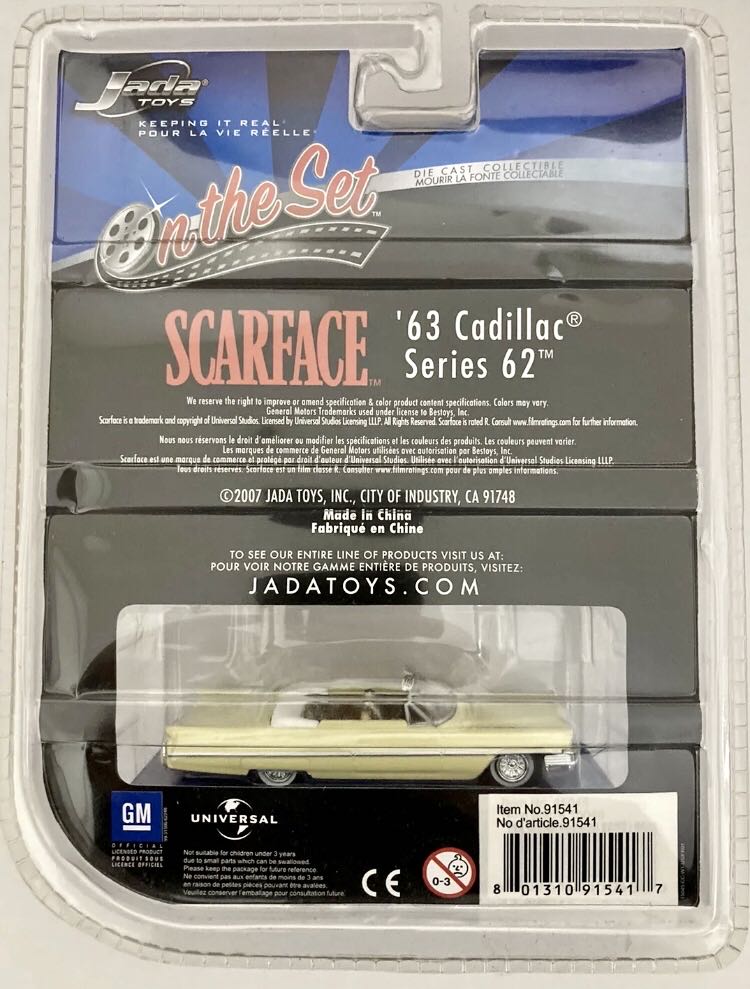 Jada®
TOYS
KEEPING IT REAL™
POUR LA VIE RÉELLE™
On the Set™
DIE CAST COLLECTIBLE
MOURIR LA FONTE COLLECTABLE
SCARFACE™
'63 Cadillac®
Series 62™
We reserve the right to improve or amend specification & color product content specifications. Colors may vary.
General Motors Trademarks used under license to Bestoys, Inc.
Scarface is a trademark and copyright of Universal Studios. Licensed by Universal Studios Licensing LLLP. All Rights Reserved. Scarface is rated R. Consult www.filmratings.com for further information.
Nous nous réservons le droit d'améliorer ou modifier les spécifications et les couleurs des produits. Les couleurs peuvent varier.
Les marques de commerce de General Motors utilisées avec autorisation par Bestoys, Inc.
Scarface est une marque de commerce et protégé par droit d'auteur d'Universal Studios. Utilisée avec l'autorisation d'Universal Studios Licensing LLLP.
Tous droits réservés. Scarface est un film classé R. Consulter www.filmratings.com pour de plus amples informations.
©2007 JADA TOYS, INC., CITY OF INDUSTRY, CA 91748
Made in China
Fabriqué en Chine
TO SEE OUR ENTIRE LINE OF PRODUCTS VISIT US AT:
POUR VOIR NOTRE GAMME ENTIÈRE DE PRODUITS, VISITEZ:
JADATOYS.COM
GM
OFFICIAL
LICENSED PRODUCT
PRODUIT SOUS
LICENCE OFFICIEL
UNIVERSAL
Not suitable for children under 3 years
due to small parts which can be swallowed.
Please keep the package for future reference.
Ne convient pas aux enfants de moins de 3 ans
en raison de petites pièces pouvant être avalées.
Veuillez conserver l'emballage pour consultation future.
CE
0-3
Item No.91541
No d'article.91541
8 01310 91541 7